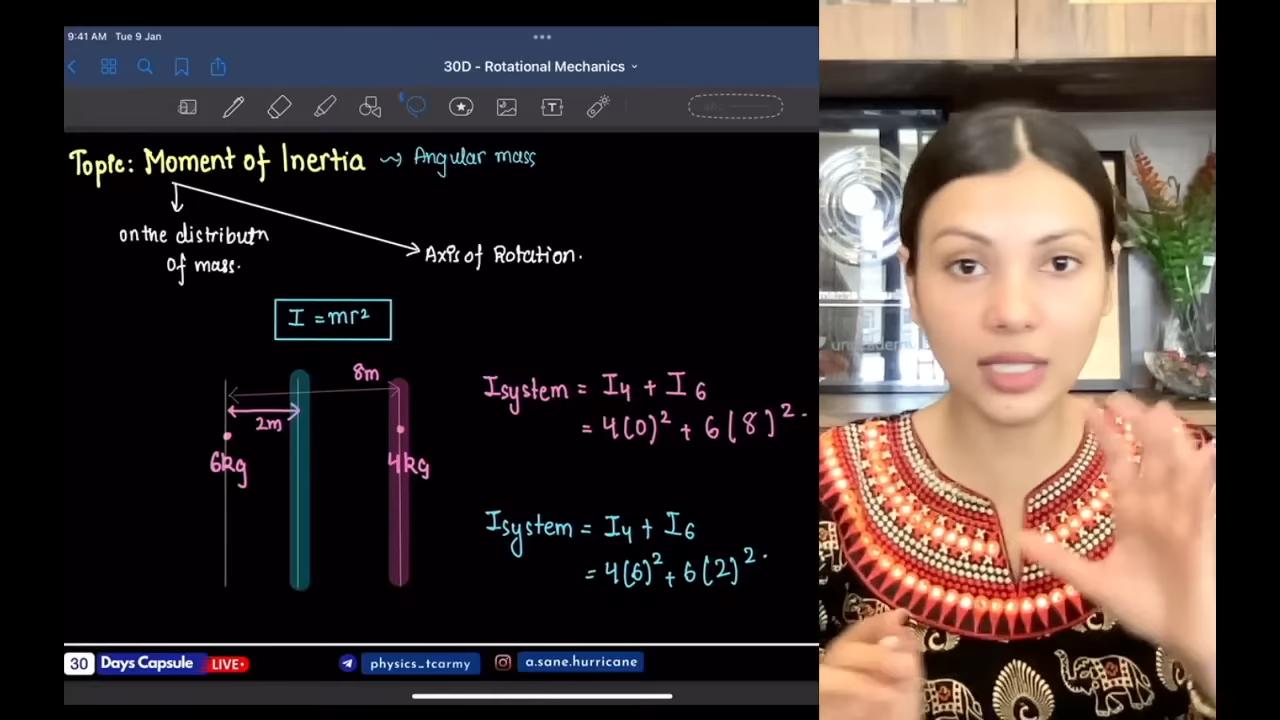 9:41 AM Tue 9 Jan
30D - Rotational Mechanics
Topic: Moment of Inertia ~> Angular mass
on the distributn
of mass.
Axis of Rotation.
I = mr²
8m
2m
6kg
4kg
Isystem = I4 + I6
= 4(0)² + 6(8)².
Isystem = I4 + I6
= 4(6)² + 6(2)².
30 Days Capsule LIVE
physics_tcarmy
a.sane.hurricane